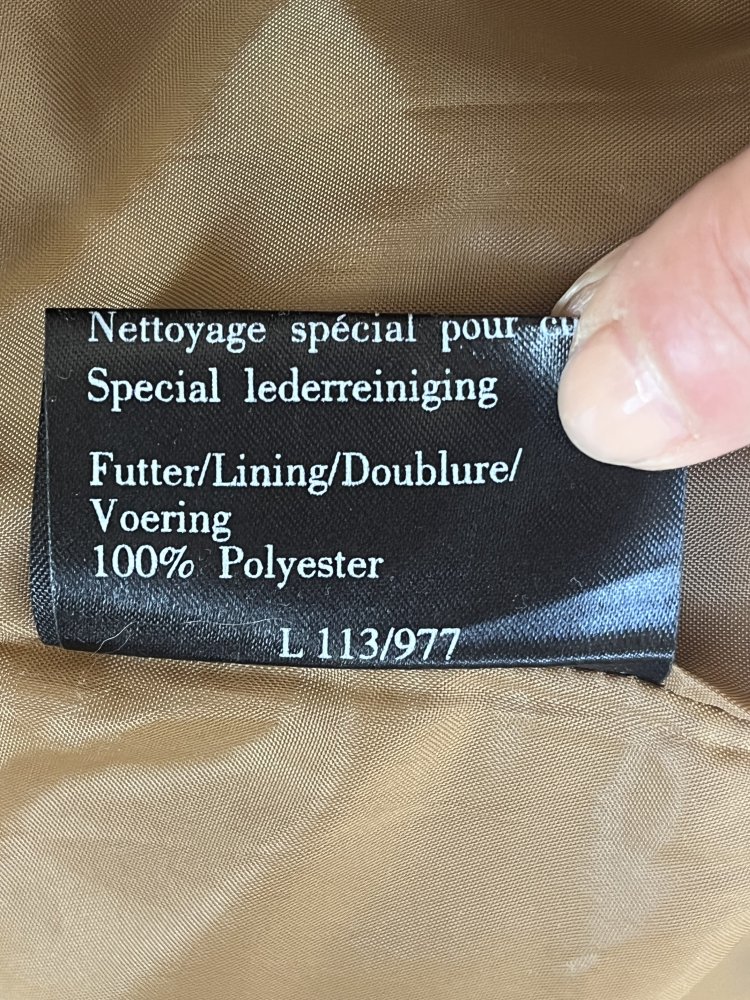 Nettoyage spécial pour
Special lederreiniging
Futter/Lining/Doublure/
Voering
100% Polyester
L 113/977